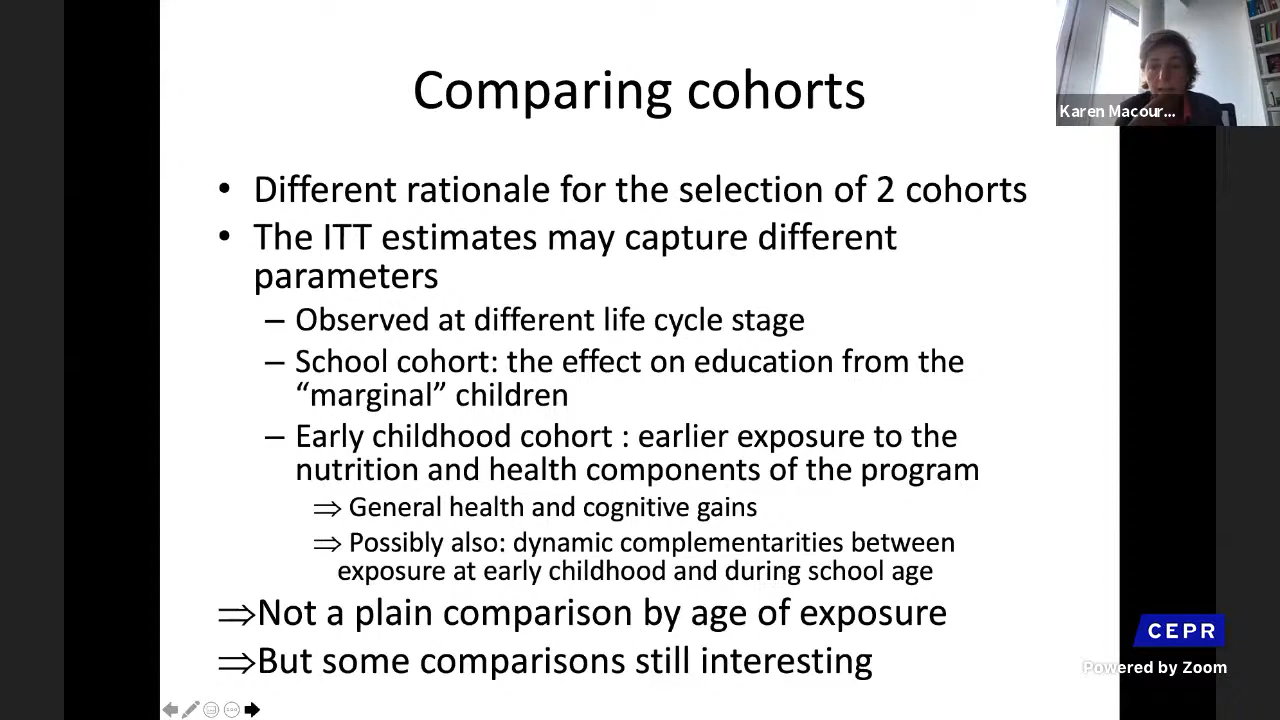 Comparing cohorts
Karen Macour...
• Different rationale for the selection of 2 cohorts
• The ITT estimates may capture different
parameters
– Observed at different life cycle stage
– School cohort: the effect on education from the
“marginal” children
– Early childhood cohort : earlier exposure to the
nutrition and health components of the program
⇒ General health and cognitive gains
⇒ Possibly also: dynamic complementarities between
exposure at early childhood and during school age
⇒Not a plain comparison by age of exposure
⇒But some comparisons still interesting
CEPR
Powered by Zoom